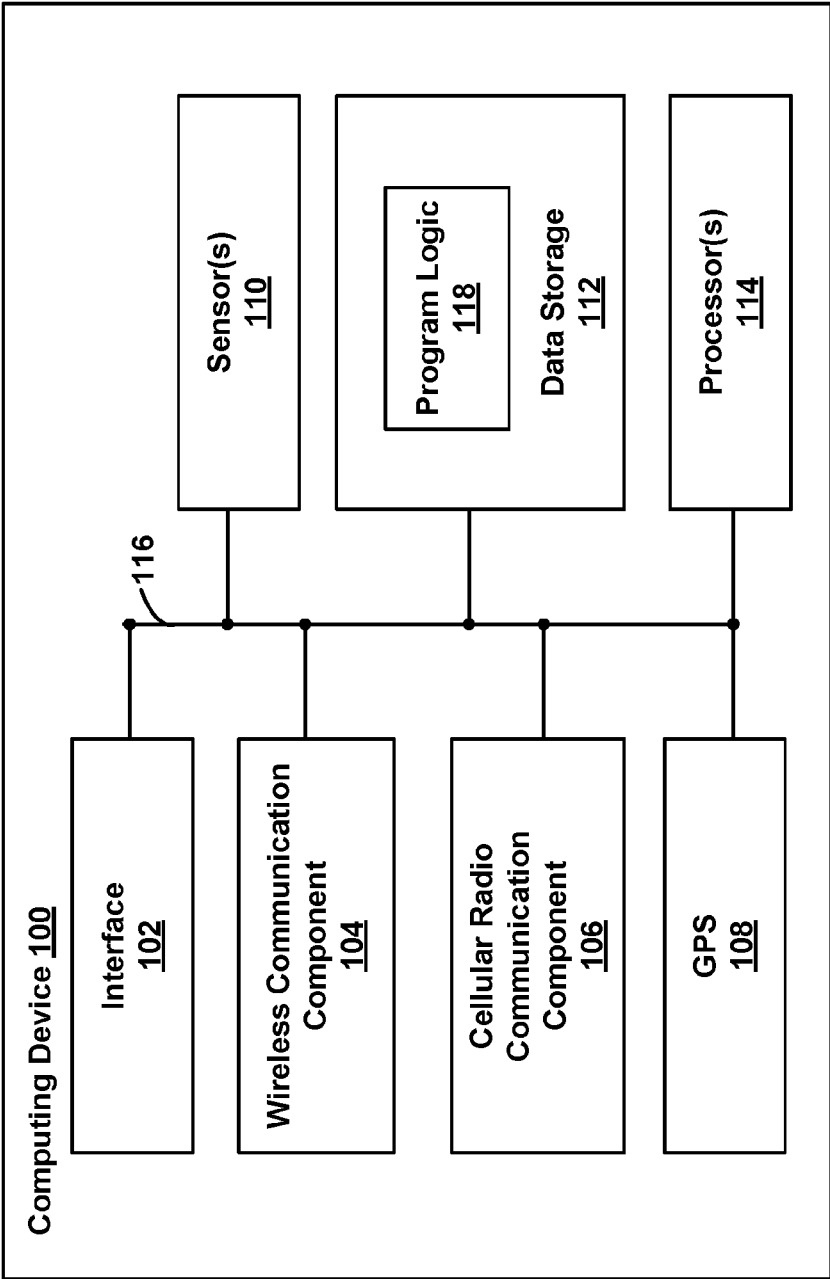 Computing Device 100
Interface
102
Wireless Communication
Component
104
Cellular Radio
Communication
Component
106
GPS
108
116
Sensor(s)
110
Program Logic
118
Data Storage
112
Processor(s)
114